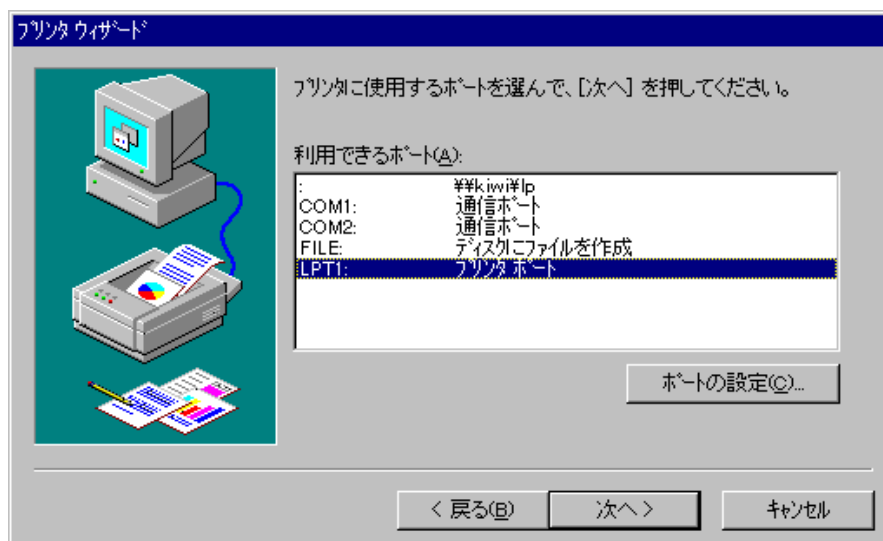 プリンタ ウィザード
プリンタに使用するポートを選んで、[次へ] を押してください。
利用できるポート(A):
: ¥¥kiwi¥lp
COM1: 通信ポート
COM2: 通信ポート
FILE: ディスクにファイルを作成
LPT1: プリンタ ポート
ポートの設定(C)...
< 戻る(B) 次へ > キャンセル